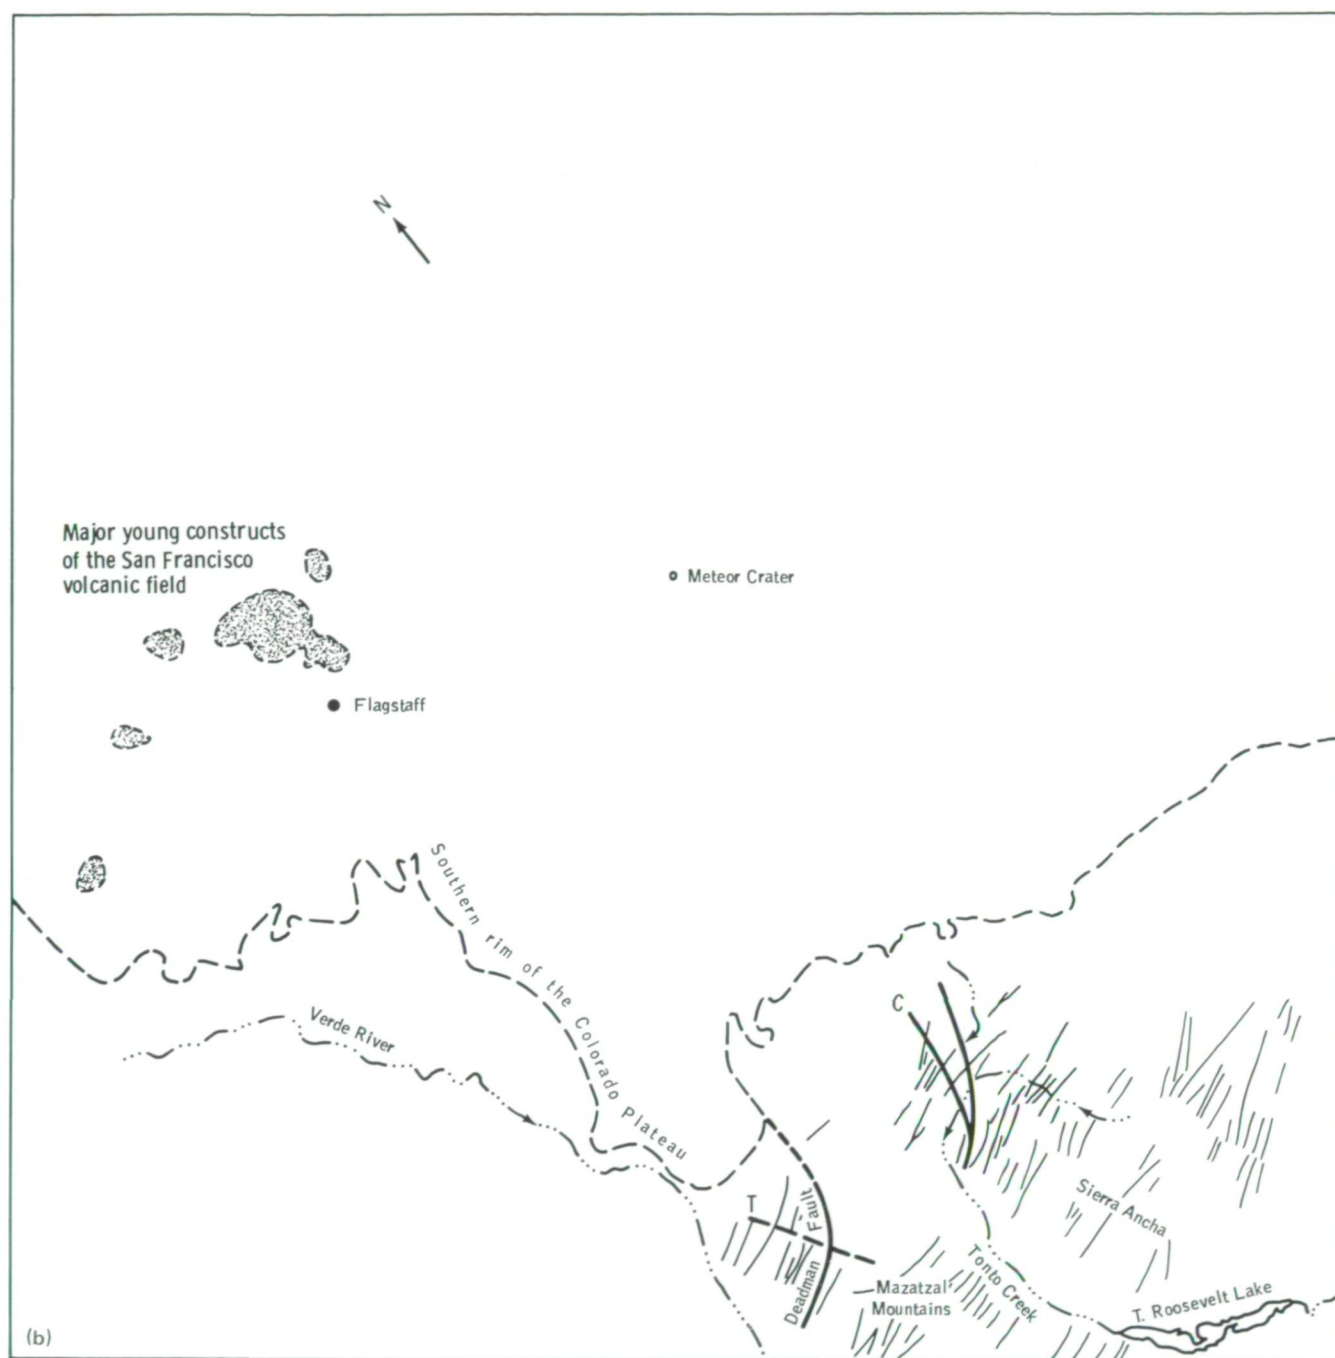 N
Major young constructs
of the San Francisco
volcanic field
Meteor Crater
Flagstaff
Southern rim of the Colorado Plateau
Verde River
C
T
Deadman Fault
Sierra Ancha
Tonto Creek
Mazatzal
Mountains
T. Roosevelt Lake
(b)